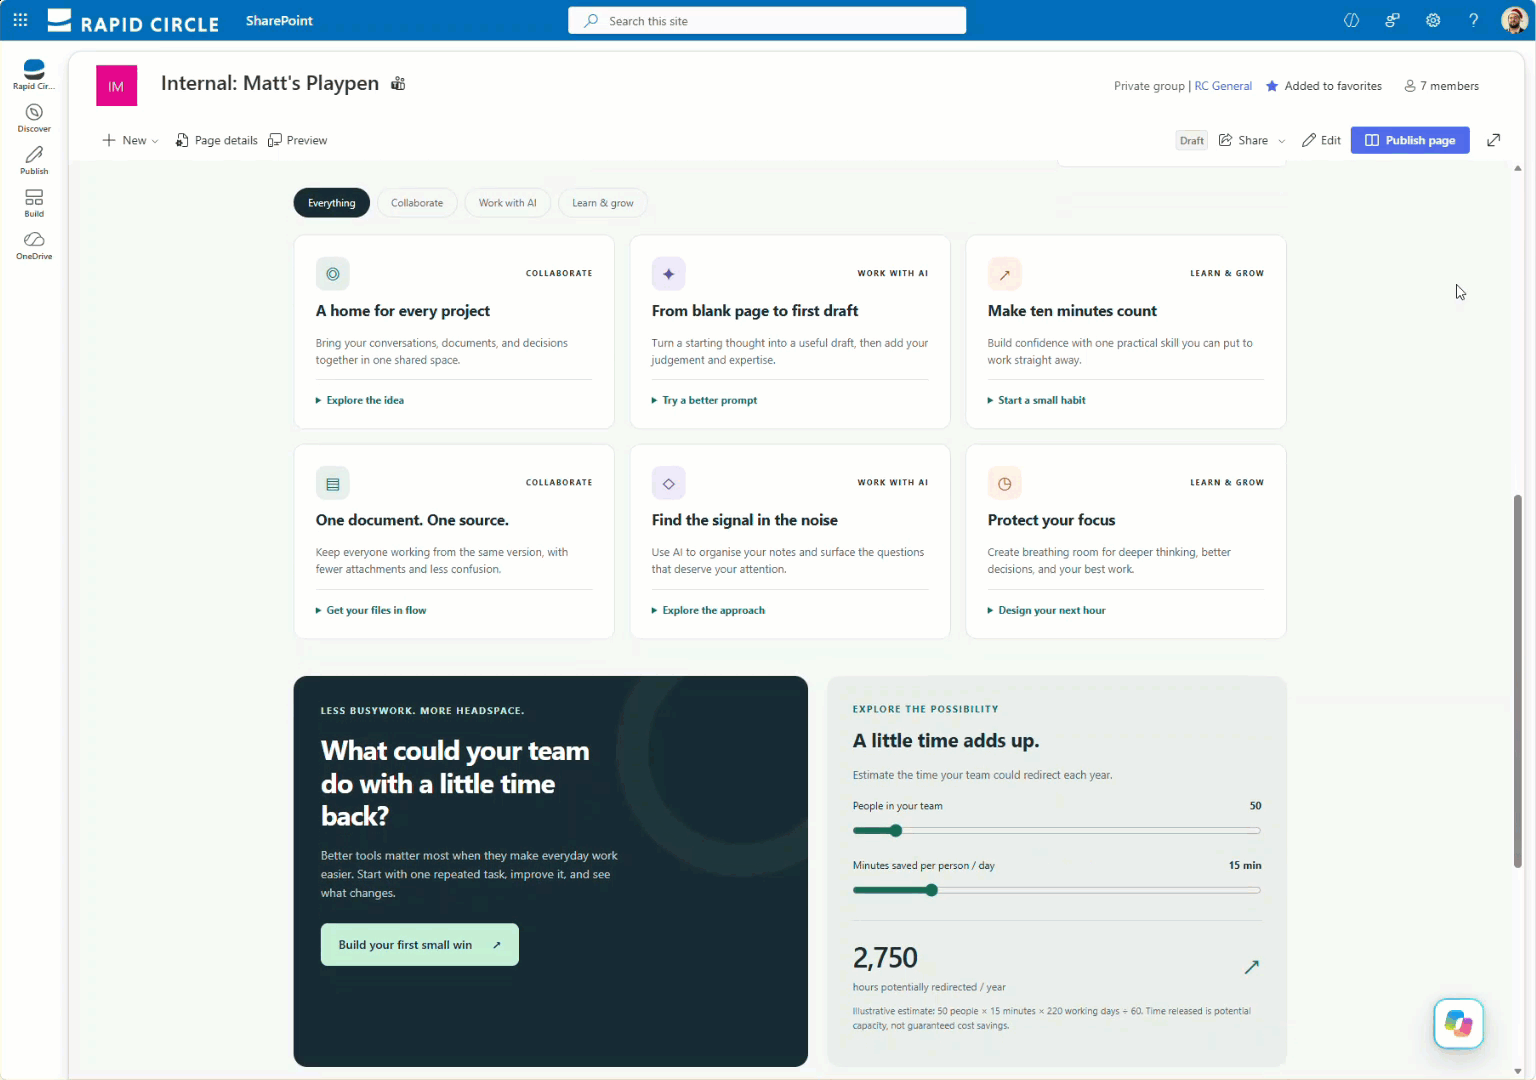 RAPID CIRCLE
SharePoint
Search this site
Rapid Cir...
Discover
Publish
Build
OneDrive
IM
Internal: Matt's Playpen
Private group | RC General
Added to favorites
7 members
New
Page details
Preview
Draft
Share
Edit
Publish page
Everything
Collaborate
Work with AI
Learn & grow
COLLABORATE
A home for every project
Bring your conversations, documents, and decisions
together in one shared space.
Explore the idea
WORK WITH AI
From blank page to first draft
Turn a starting thought into a useful draft, then add your
judgement and expertise.
Try a better prompt
LEARN & GROW
Make ten minutes count
Build confidence with one practical skill you can put to
work straight away.
Start a small habit
COLLABORATE
One document. One source.
Keep everyone working from the same version, with
fewer attachments and less confusion.
Get your files in flow
WORK WITH AI
Find the signal in the noise
Use AI to organise your notes and surface the questions
that deserve your attention.
Explore the approach
LEARN & GROW
Protect your focus
Create breathing room for deeper thinking, better
decisions, and your best work.
Design your next hour
LESS BUSYWORK. MORE HEADSPACE.
What could your team
do with a little time
back?
Better tools matter most when they make everyday work
easier. Start with one repeated task, improve it, and see
what changes.
Build your first small win
EXPLORE THE POSSIBILITY
A little time adds up.
Estimate the time your team could redirect each year.
People in your team
50
Minutes saved per person / day
15 min
2,750
hours potentially redirected / year
Illustrative estimate: 50 people × 15 minutes × 220 working days ÷ 60. Time released is potential
capacity, not guaranteed cost savings.